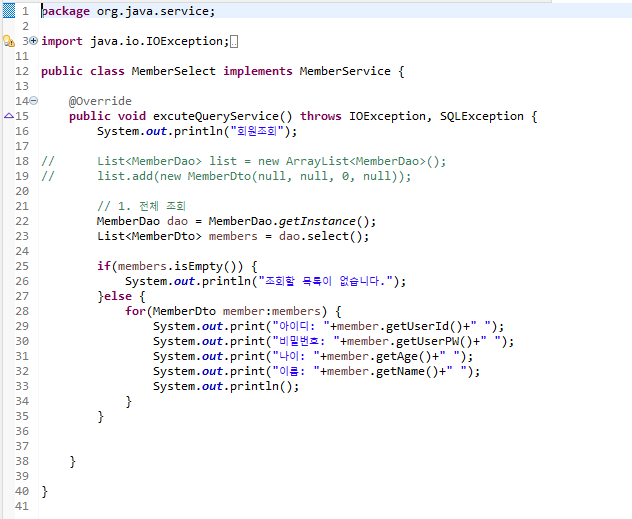 1 package org.java.service;
2
3 import java.io.IOException;
11
12 public class MemberSelect implements MemberService {
13
14 @Override
15 public void excuteQueryService() throws IOException, SQLException {
16 System.out.println("회원조회");
17
18 // List<MemberDao> list = new ArrayList<MemberDao>();
19 // list.add(new MemberDto(null, null, 0, null));
20
21 // 1. 전체 조회
22 MemberDao dao = MemberDao.getInstance();
23 List<MemberDto> members = dao.select();
24
25 if(members.isEmpty()) {
26 System.out.println("조회할 목록이 없습니다.");
27 }else {
28 for(MemberDto member:members) {
29 System.out.print("아이디: "+member.getUserId()+" ");
30 System.out.print("비밀번호: "+member.getUserPW()+" ");
31 System.out.print("나이: "+member.getAge()+" ");
32 System.out.print("이름: "+member.getName()+" ");
33 System.out.println();
34 }
35 }
36
37
38 }
39
40 }
41